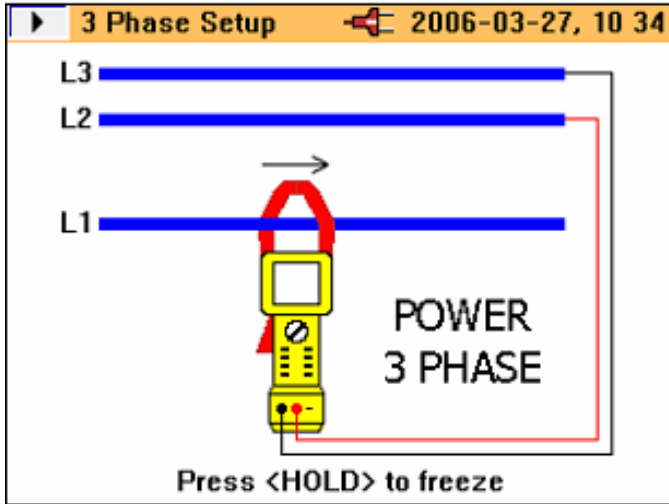 3 Phase Setup 2006-03-27, 10 34
L3
L2
L1
POWER
3 PHASE
Press <HOLD> to freeze